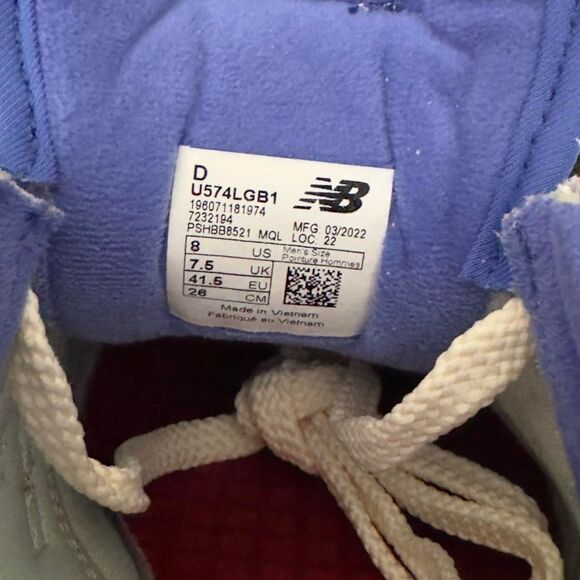 D
U574LGB1
196071181974
7232194
PSHBB8521 MQL
MFG 03/2022
LOC 22
NB
8 US
7.5 UK
41.5 EU
26 CM
Men's Size
Pointure Hommes
Made in Vietnam
Fabriqué au Vietnam